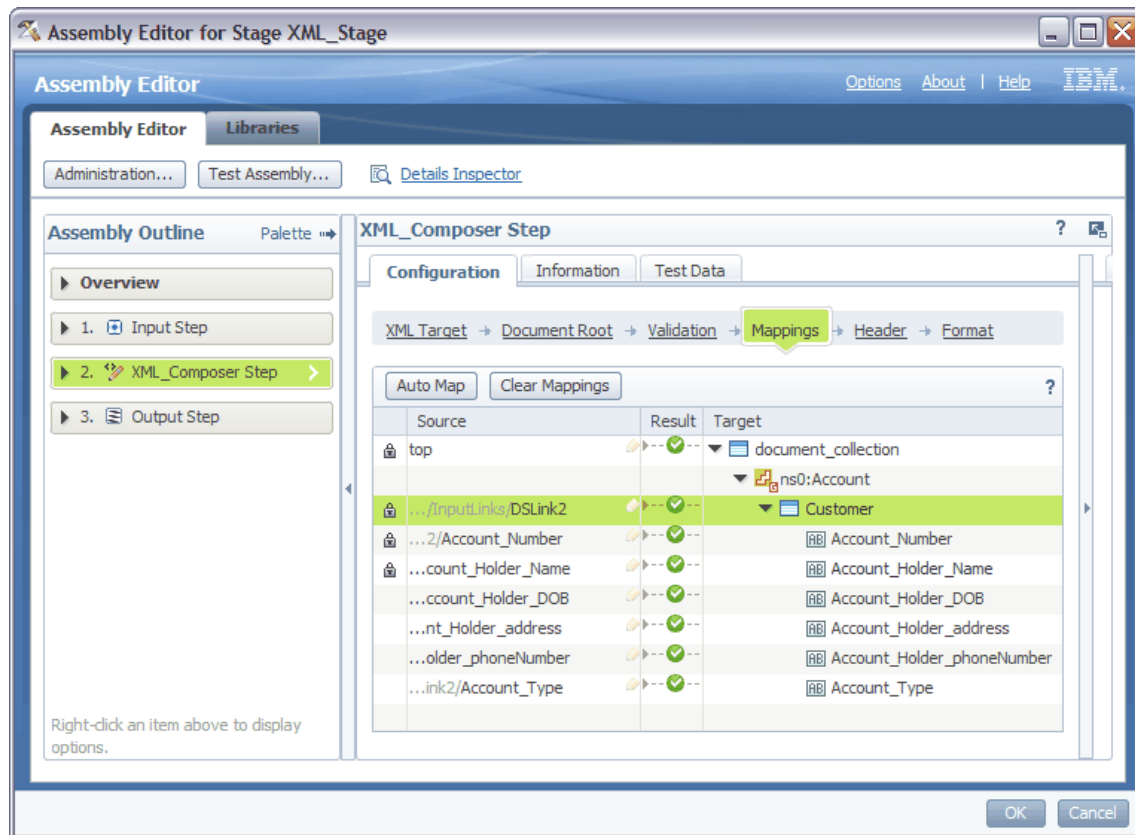 Assembly Editor for Stage XML_Stage
Assembly Editor
Options About | Help IBM.
Assembly Editor Libraries
Administration... Test Assembly... Details Inspector
Assembly Outline Palette
XML_Composer Step ?
Overview
1. Input Step
2. XML_Composer Step
3. Output Step
Right-click an item above to display
options.
Configuration Information Test Data
XML Target Document Root Validation Mappings Header Format
Auto Map Clear Mappings ?
Source Result Target
top document_collection
ns0:Account
.../InputLinks/DSLink2 Customer
...2/Account_Number Account_Number
...count_Holder_Name Account_Holder_Name
...ccount_Holder_DOB Account_Holder_DOB
...nt_Holder_address Account_Holder_address
...older_phoneNumber Account_Holder_phoneNumber
...ink2/Account_Type Account_Type
OK Cancel